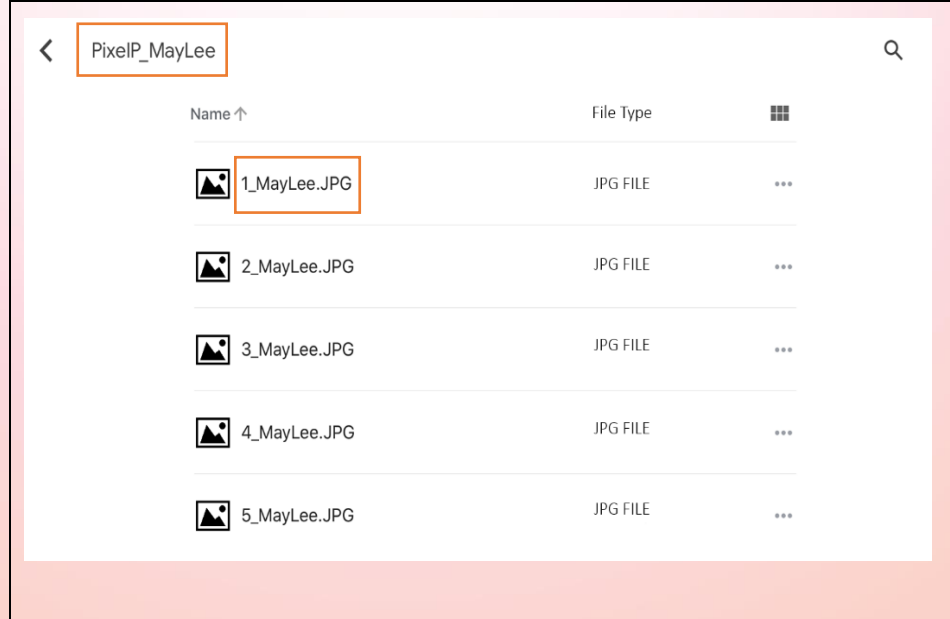 PixelP_MayLee
Name↑ File Type
1_MayLee.JPG JPG FILE
2_MayLee.JPG JPG FILE
3_MayLee.JPG JPG FILE
4_MayLee.JPG JPG FILE
5_MayLee.JPG JPG FILE